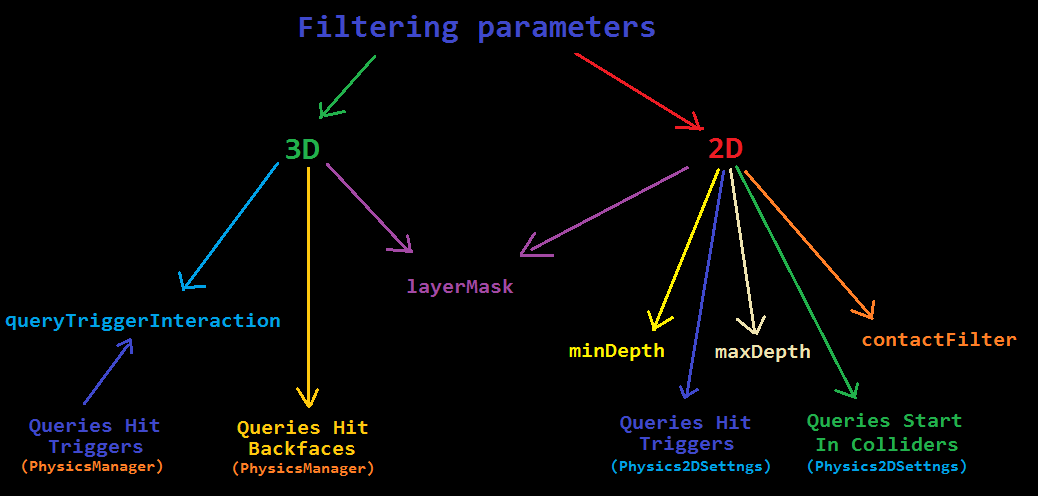 Filtering parameters
3D
2D
layerMask
queryTriggerInteraction
minDepth
maxDepth
contactFilter
Queries Hit
Triggers
(PhysicsManager)
Queries Hit
Backfaces
(PhysicsManager)
Queries Hit
Triggers
(Physics2DSettngs)
Queries Start
In Colliders
(Physics2DSettngs)